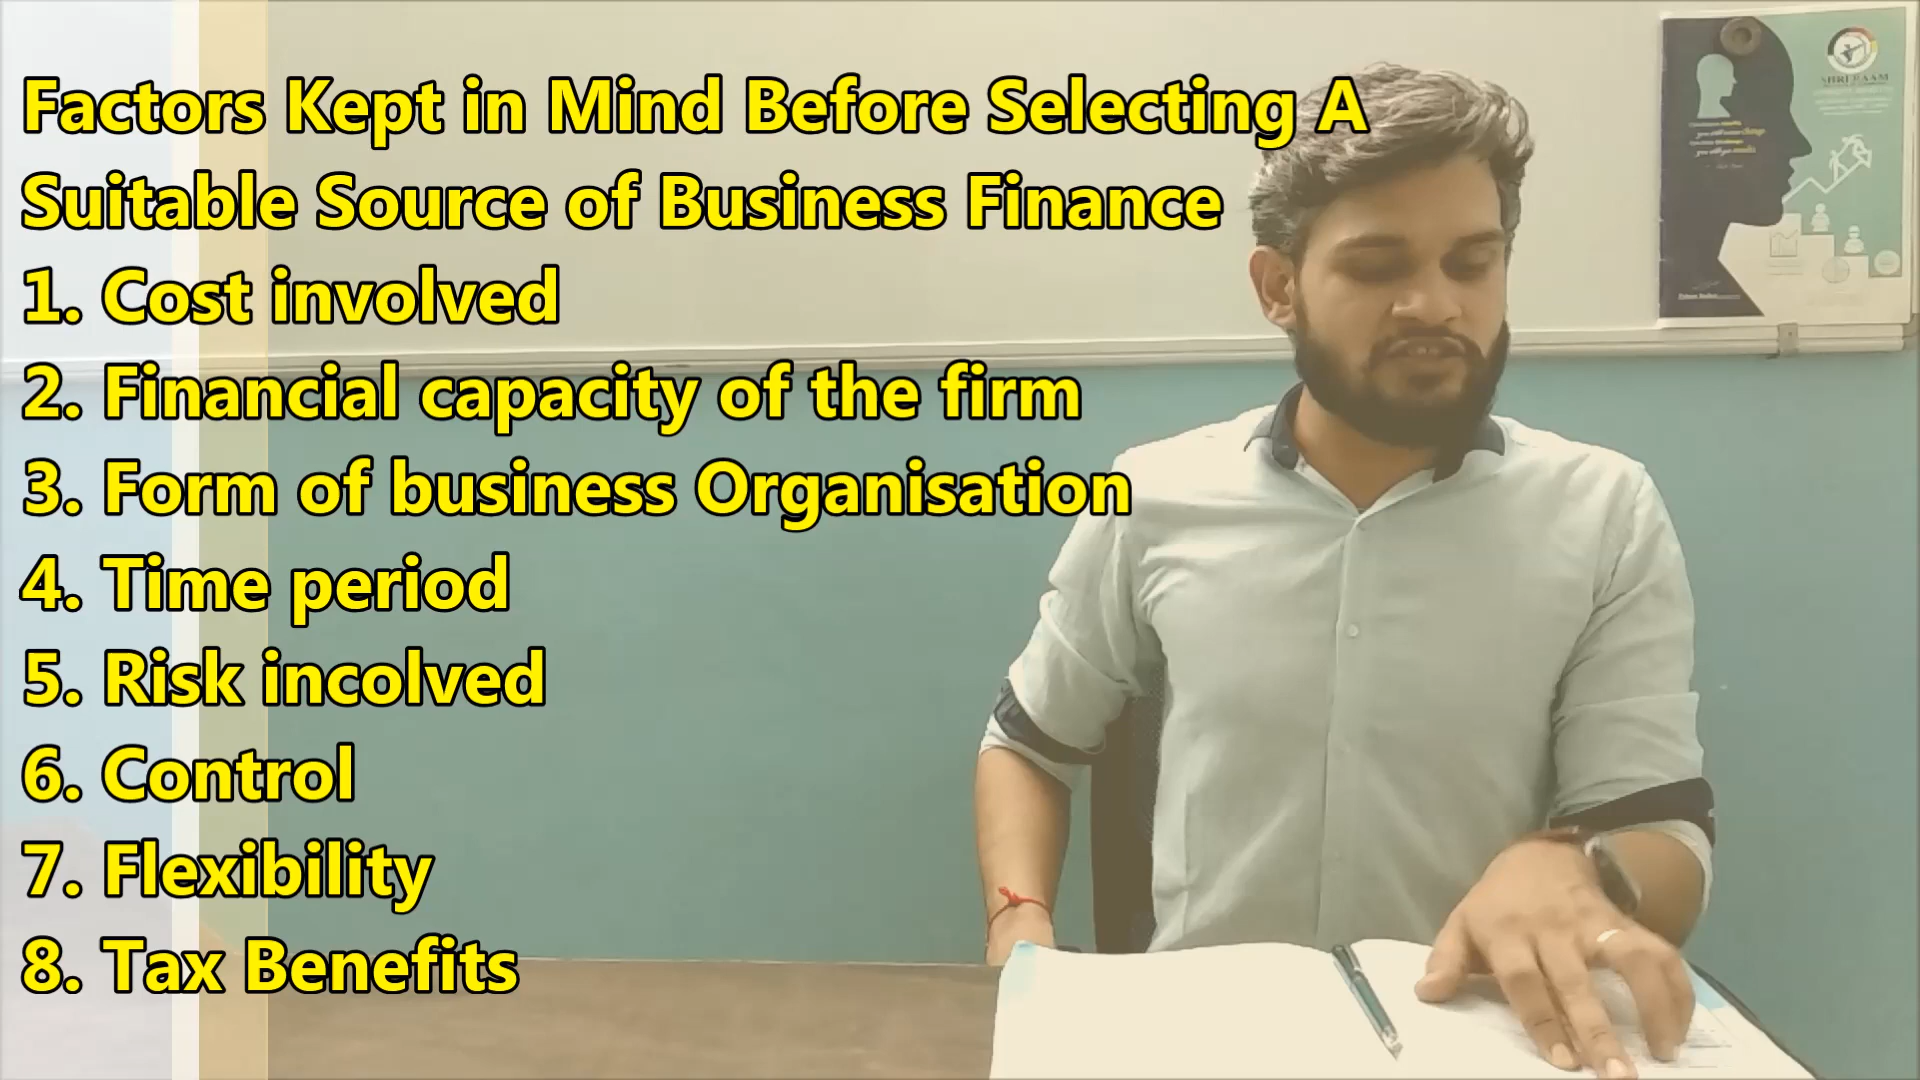 Factors Kept in Mind Before Selecting A
Suitable Source of Business Finance
1. Cost involved
2. Financial capacity of the firm
3. Form of business Organisation
4. Time period
5. Risk incolved
6. Control
7. Flexibility
8. Tax Benefits
SHRI RAAM